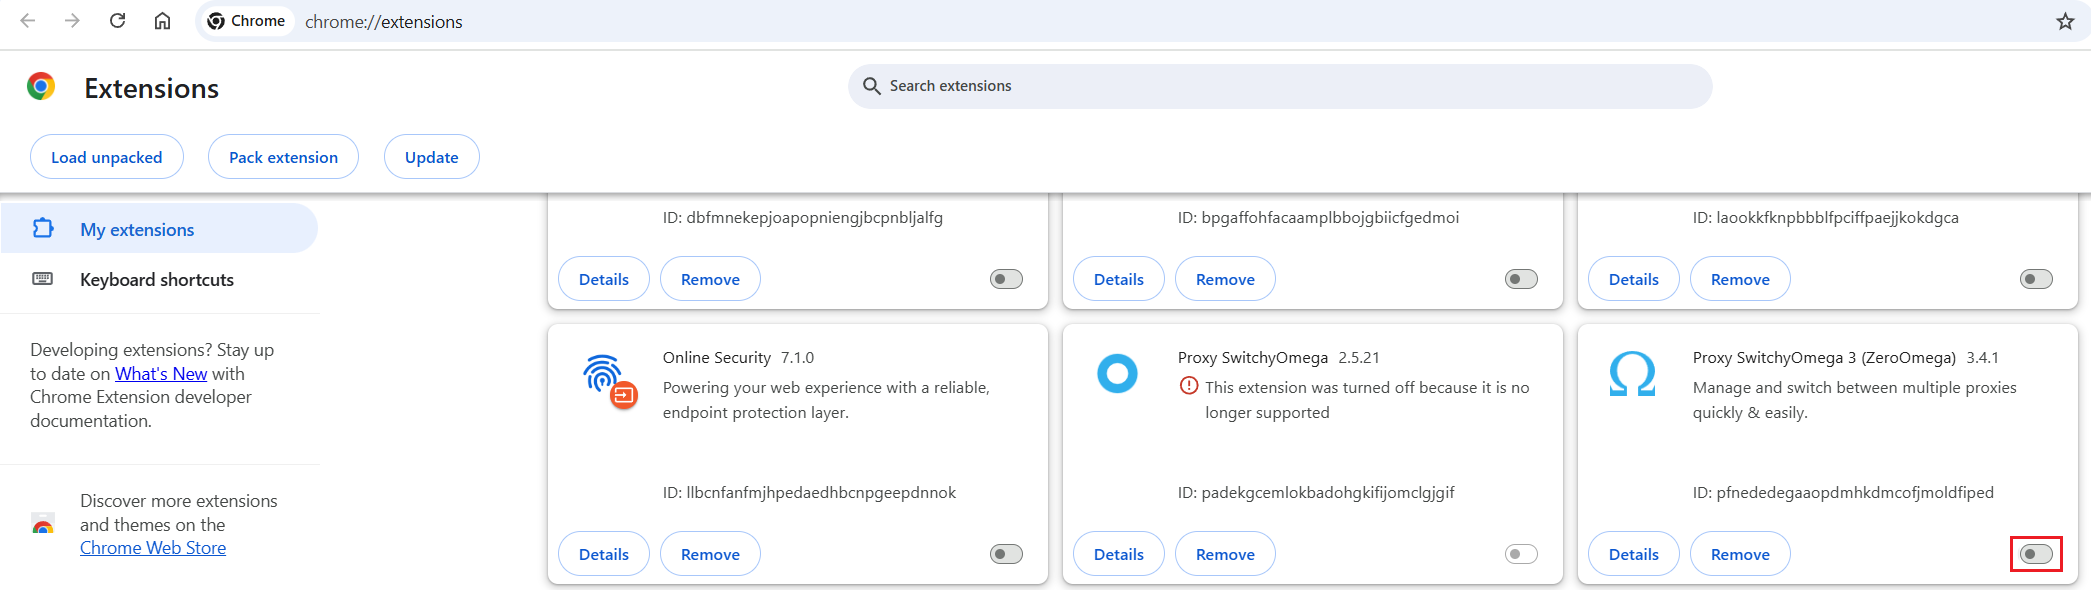 Chrome chrome://extensions
Extensions
Search extensions
Load unpacked Pack extension Update
My extensions
Keyboard shortcuts
Developing extensions? Stay up
to date on What's New with
Chrome Extension developer
documentation.
Discover more extensions
and themes on the
Chrome Web Store
ID: dbfmnekepjoapopniengjbcpnbljalfg
Details Remove
ID: bpgaffohfacaamplbbojgbiicfgedmoi
Details Remove
ID: laookkfknpbbblfpciffpaejjkokdgca
Details Remove
Online Security 7.1.0
Powering your web experience with a reliable,
endpoint protection layer.
ID: llbcnfanfmjhpedaedhbcnpgeepdnnok
Details Remove
Proxy SwitchyOmega 2.5.21
This extension was turned off because it is no
longer supported
ID: padekgcemlokbadohgkifijomclgjgif
Details Remove
Proxy SwitchyOmega 3 (ZeroOmega) 3.4.1
Manage and switch between multiple proxies
quickly & easily.
ID: pfnededegaaopdmhkdmcofjmoldfiped
Details Remove